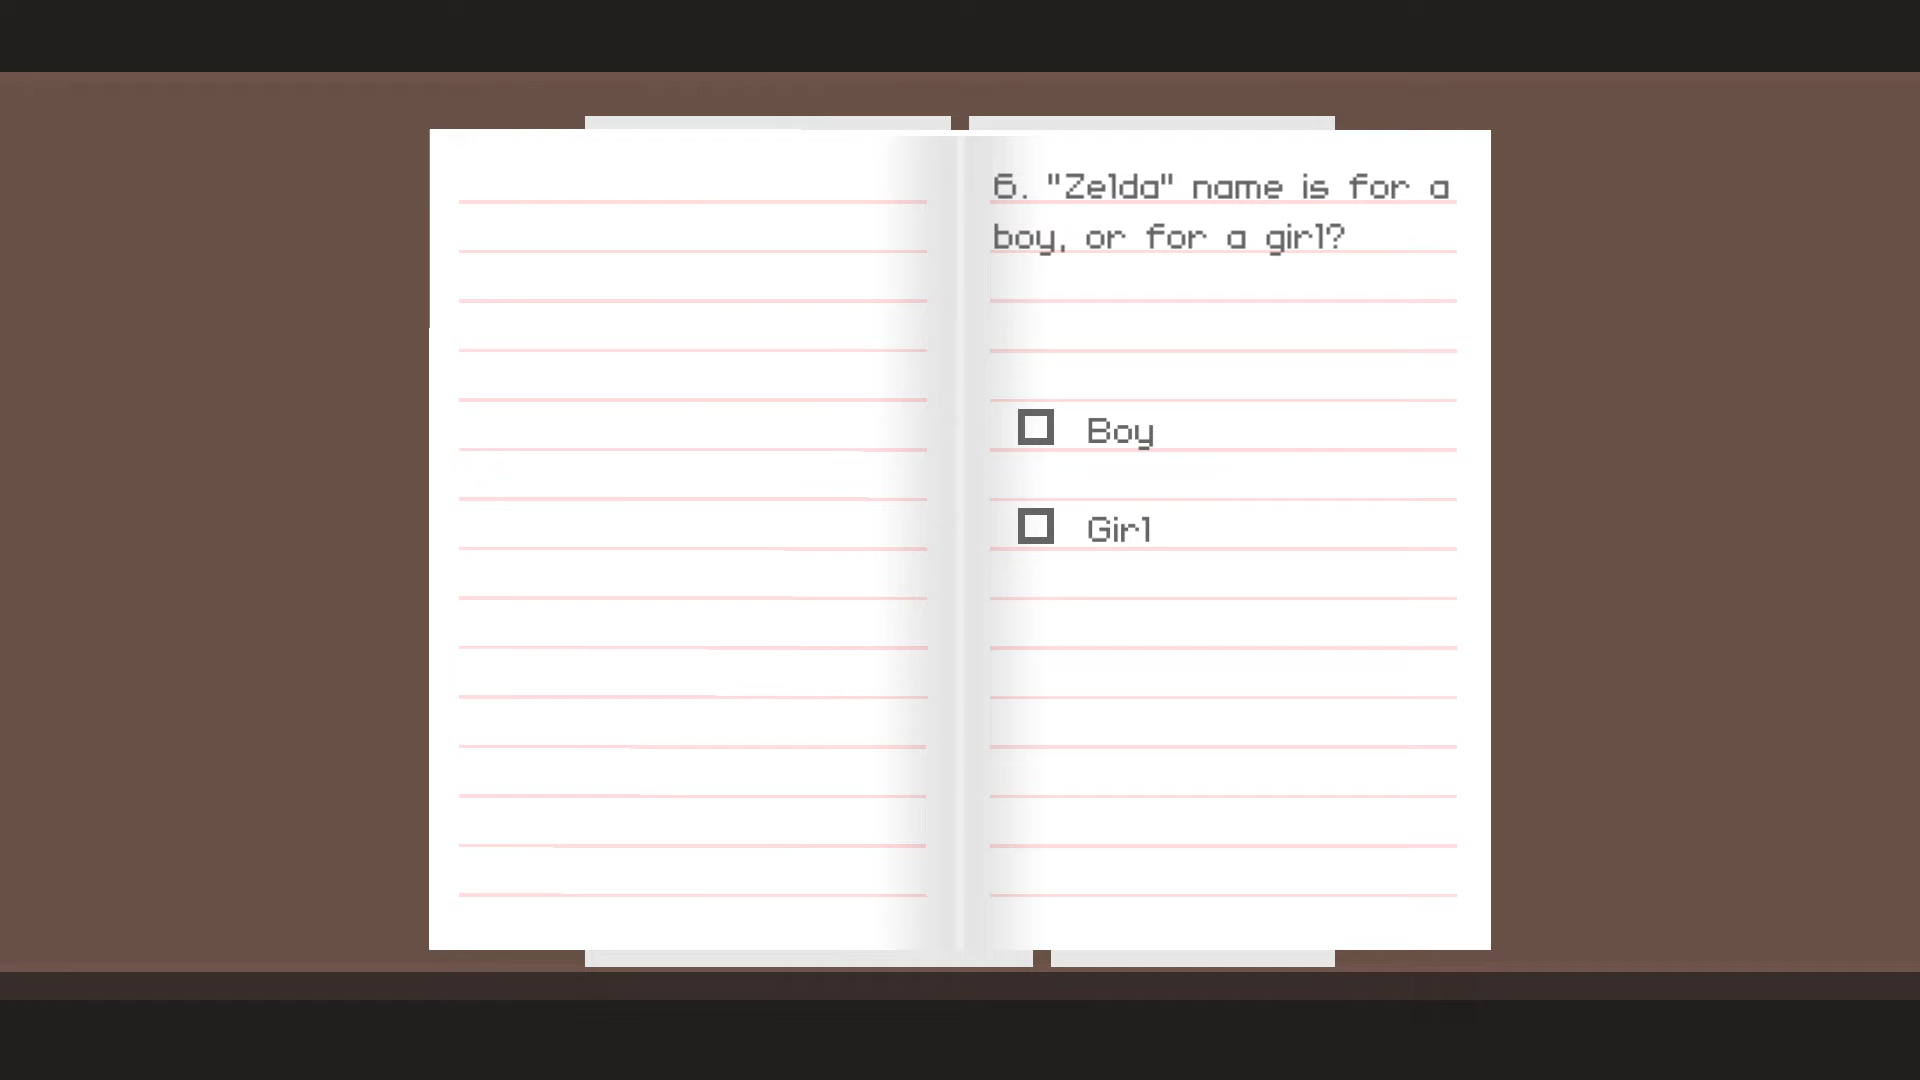 6. "Zelda" name is for a
boy, or for a girl?
Boy
Girl